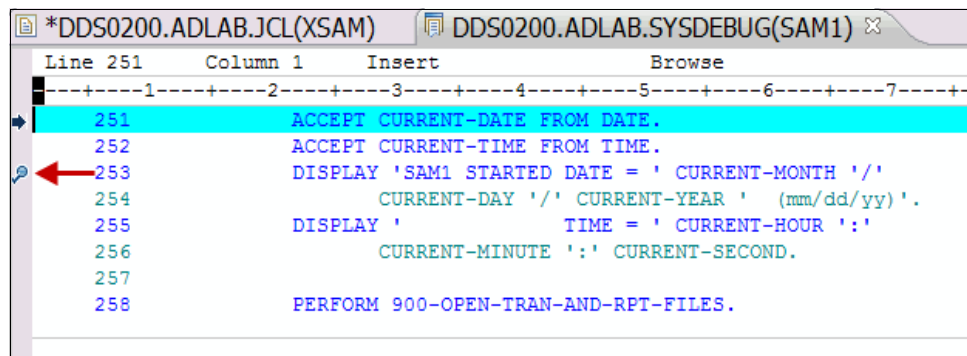 *DDS0200.ADLAB.JCL(XSAM) DDS0200.ADLAB.SYSDEBUG(SAM1)
Line 251 Column 1 Insert Browse
----+----1----+----2----+----3----+----4----+----5----+----6----+----7----+-
251 ACCEPT CURRENT-DATE FROM DATE.
252 ACCEPT CURRENT-TIME FROM TIME.
253 DISPLAY 'SAM1 STARTED DATE = ' CURRENT-MONTH '/'
254 CURRENT-DAY '/' CURRENT-YEAR ' (mm/dd/yy)'.
255 DISPLAY ' TIME = ' CURRENT-HOUR ':'
256 CURRENT-MINUTE ':' CURRENT-SECOND.
257
258 PERFORM 900-OPEN-TRAN-AND-RPT-FILES.